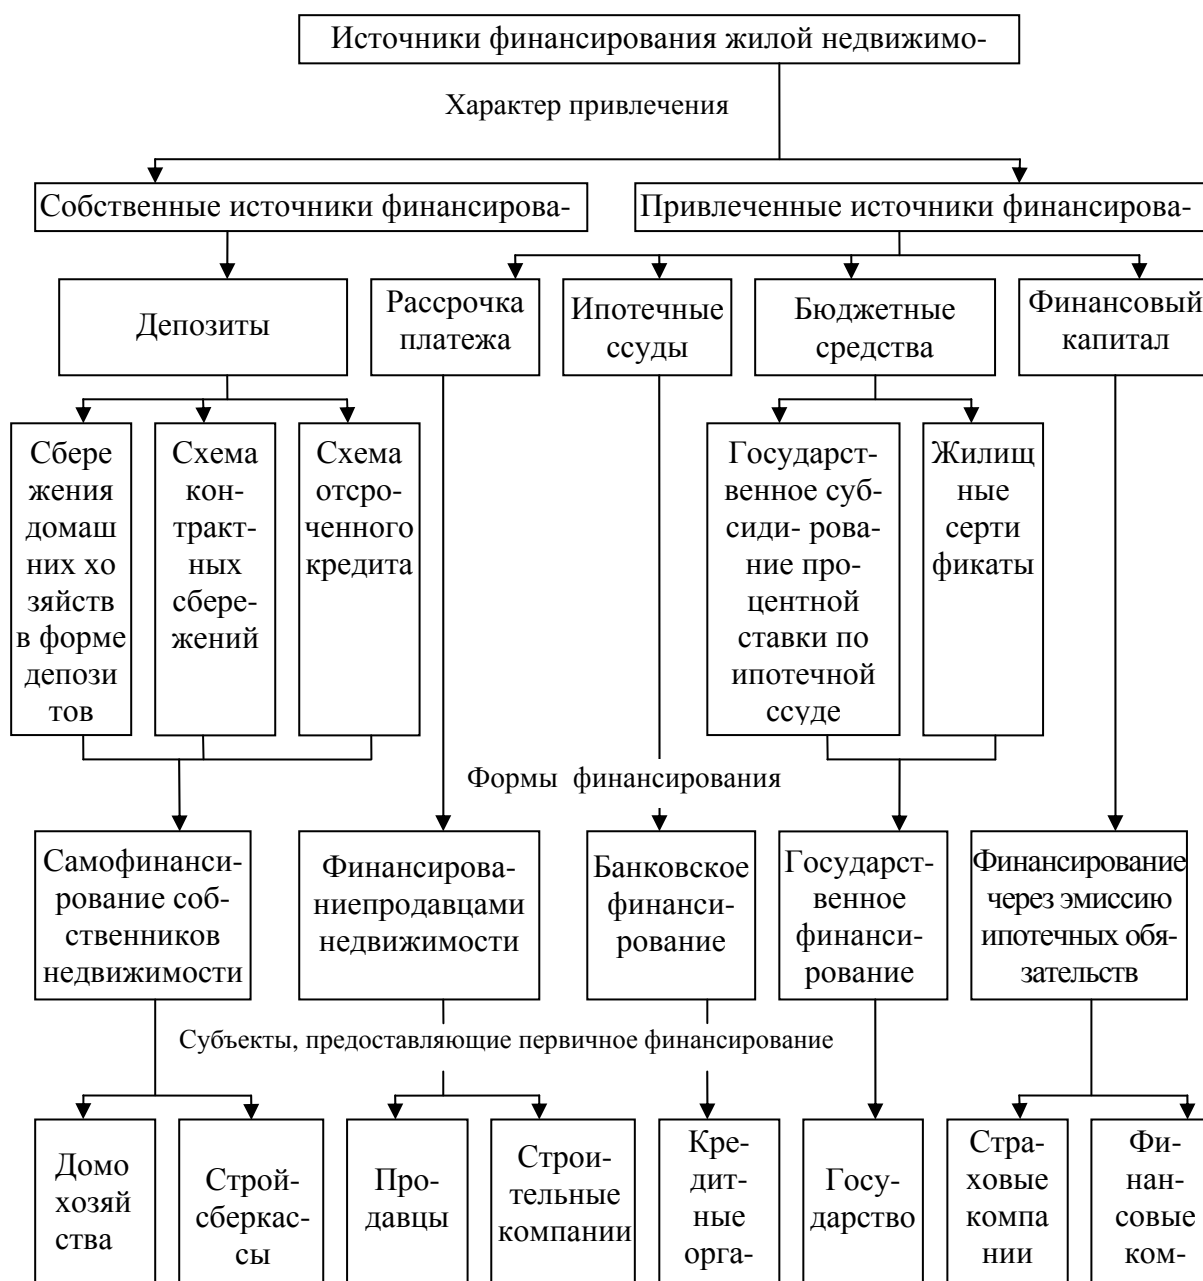 Источники финансирования жилой недвижимо-
Характер привлечения
Собственные источники финансирова-
Привлеченные источники финансирова-
Депозиты
Рассрочка
платежа
Ипотечные
ссуды
Бюджетные
средства
Финансовый
капитал
Сбере
жения
домаш
них хо
зяйств
в форме
депози
тов
Схема
кон-
тракт-
ных
сбере-
жений
Схема
отсро-
ченного
кредита
Государст-
венное суб-
сиди- рова-
ние про-
центной
ставки по
ипотечной
ссуде
Жилищ
ные
серти
фикаты
Формы финансирования
Самофинанси-
рование соб-
ственников
недвижимости
Финансирова-
ниепродавцами
недвижимости
Банковское
финанси-
рование
Государст-
венное
финанси-
рование
Финансирование
через эмиссию
ипотечных обя-
зательств
Субъекты, предоставляющие первичное финансирование
Домо
хозяй
ства
Строй-
сберкас-
сы
Про-
давцы
Строи-
тельные
компании
Кре-
дит-
ные
орга-
Госу-
дарство
Стра-
ховые
компа
нии
Фи-
нан-
совые
ком-